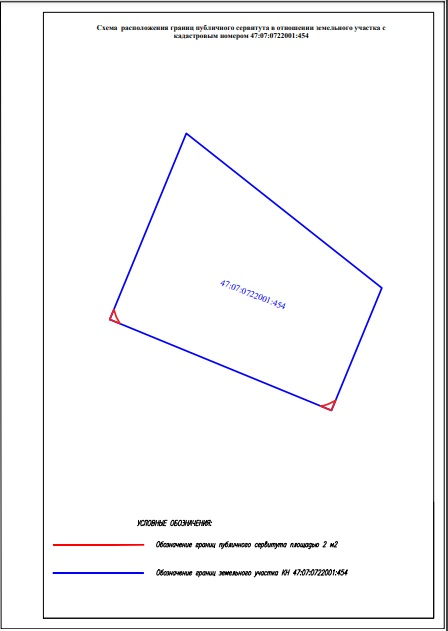 Схема расположения границ публичного сервитута в отношении земельного участка с
кадастровым номером 47:07:0722001:454
47:07:0722001:454
УСЛОВНЫЕ ОБОЗНАЧЕНИЯ:
Обозначение границ публичного сервитута площадью 2 м2
Обозначение границ земельного участка КН 47:07:0722001:454